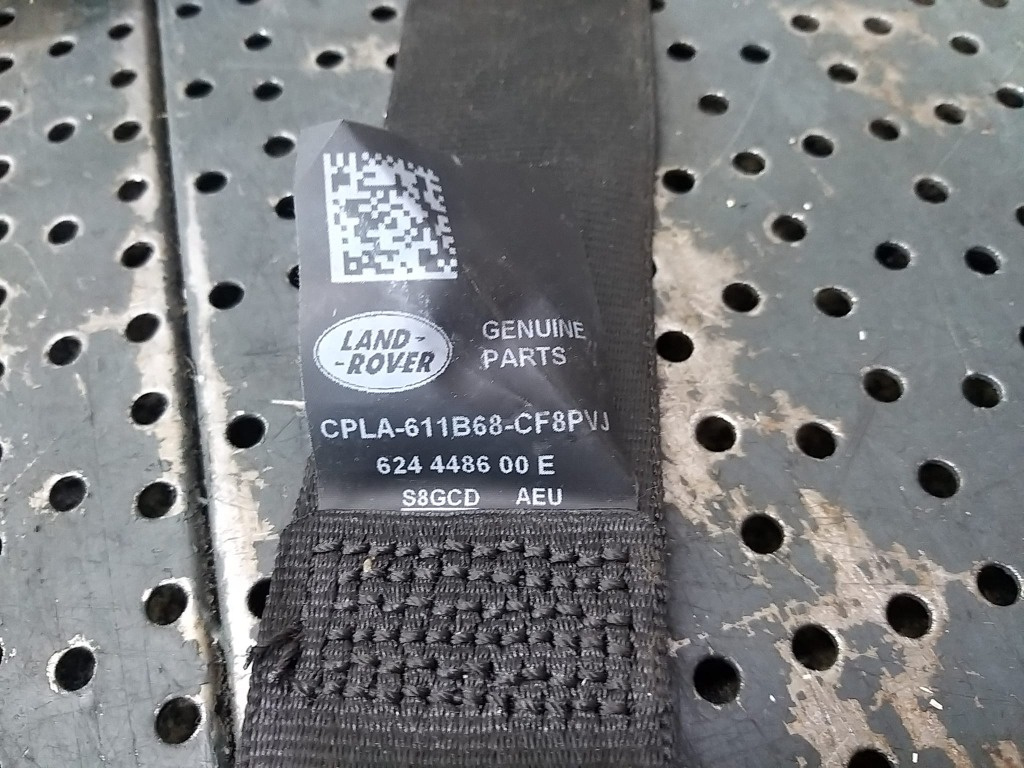 LAND-
-ROVER
GENUINE
PARTS
CPLA-611B68-CF8PVJ
624 4486 00 E
S8GCD AEU